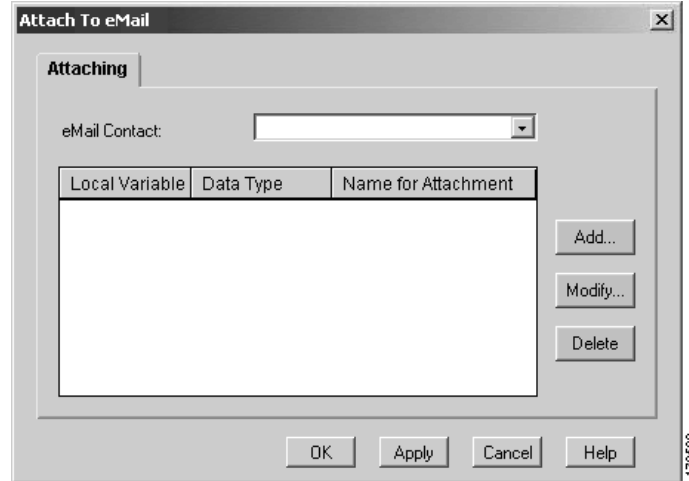 Attach To eMail
Attaching
eMail Contact:
Local Variable Data Type Name for Attachment
Add...
Modify...
Delete
OK Apply Cancel Help